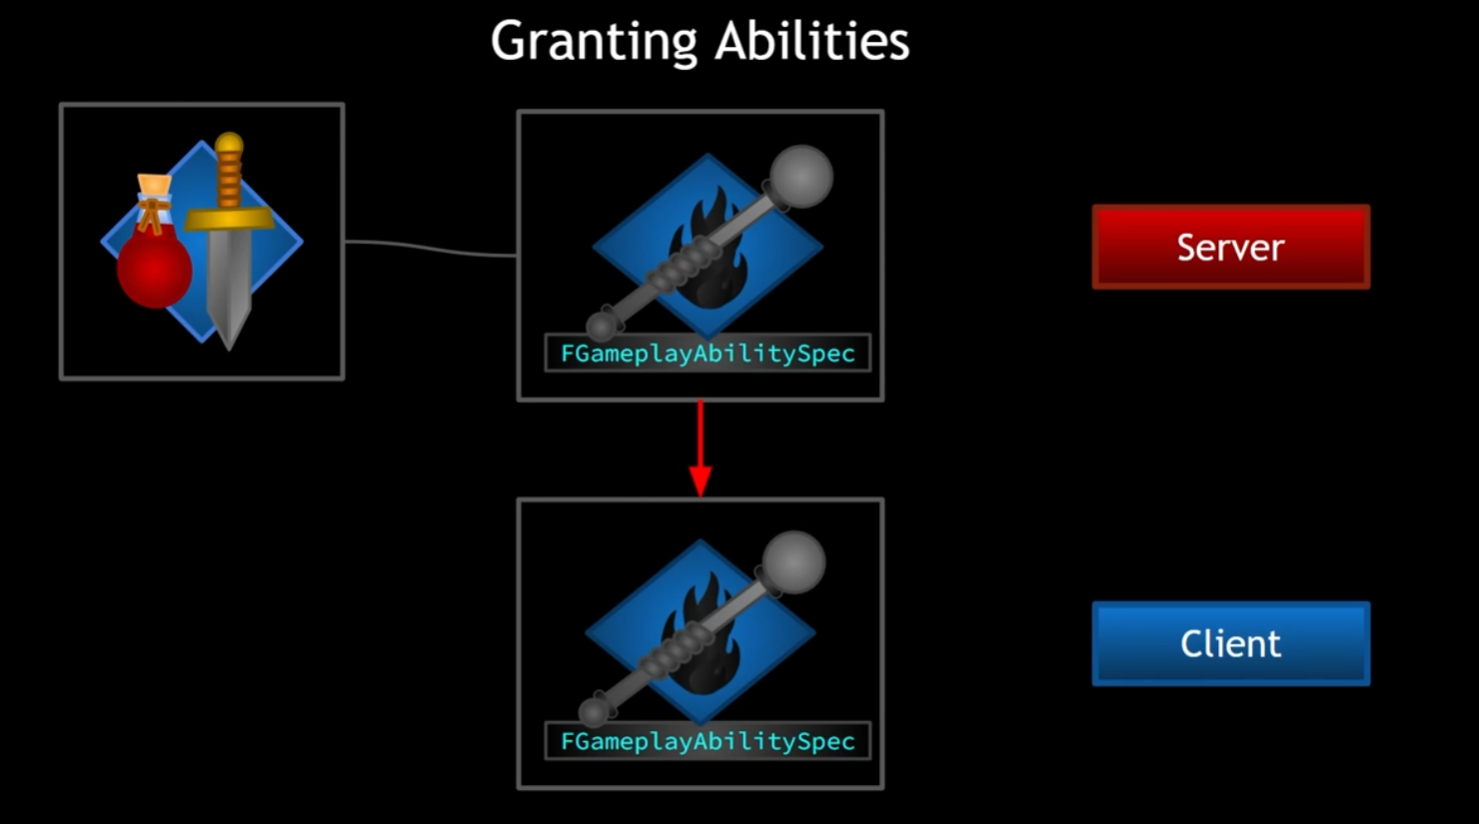 Granting Abilities
FGameplayAbilitySpec
Server
FGameplayAbilitySpec
Client